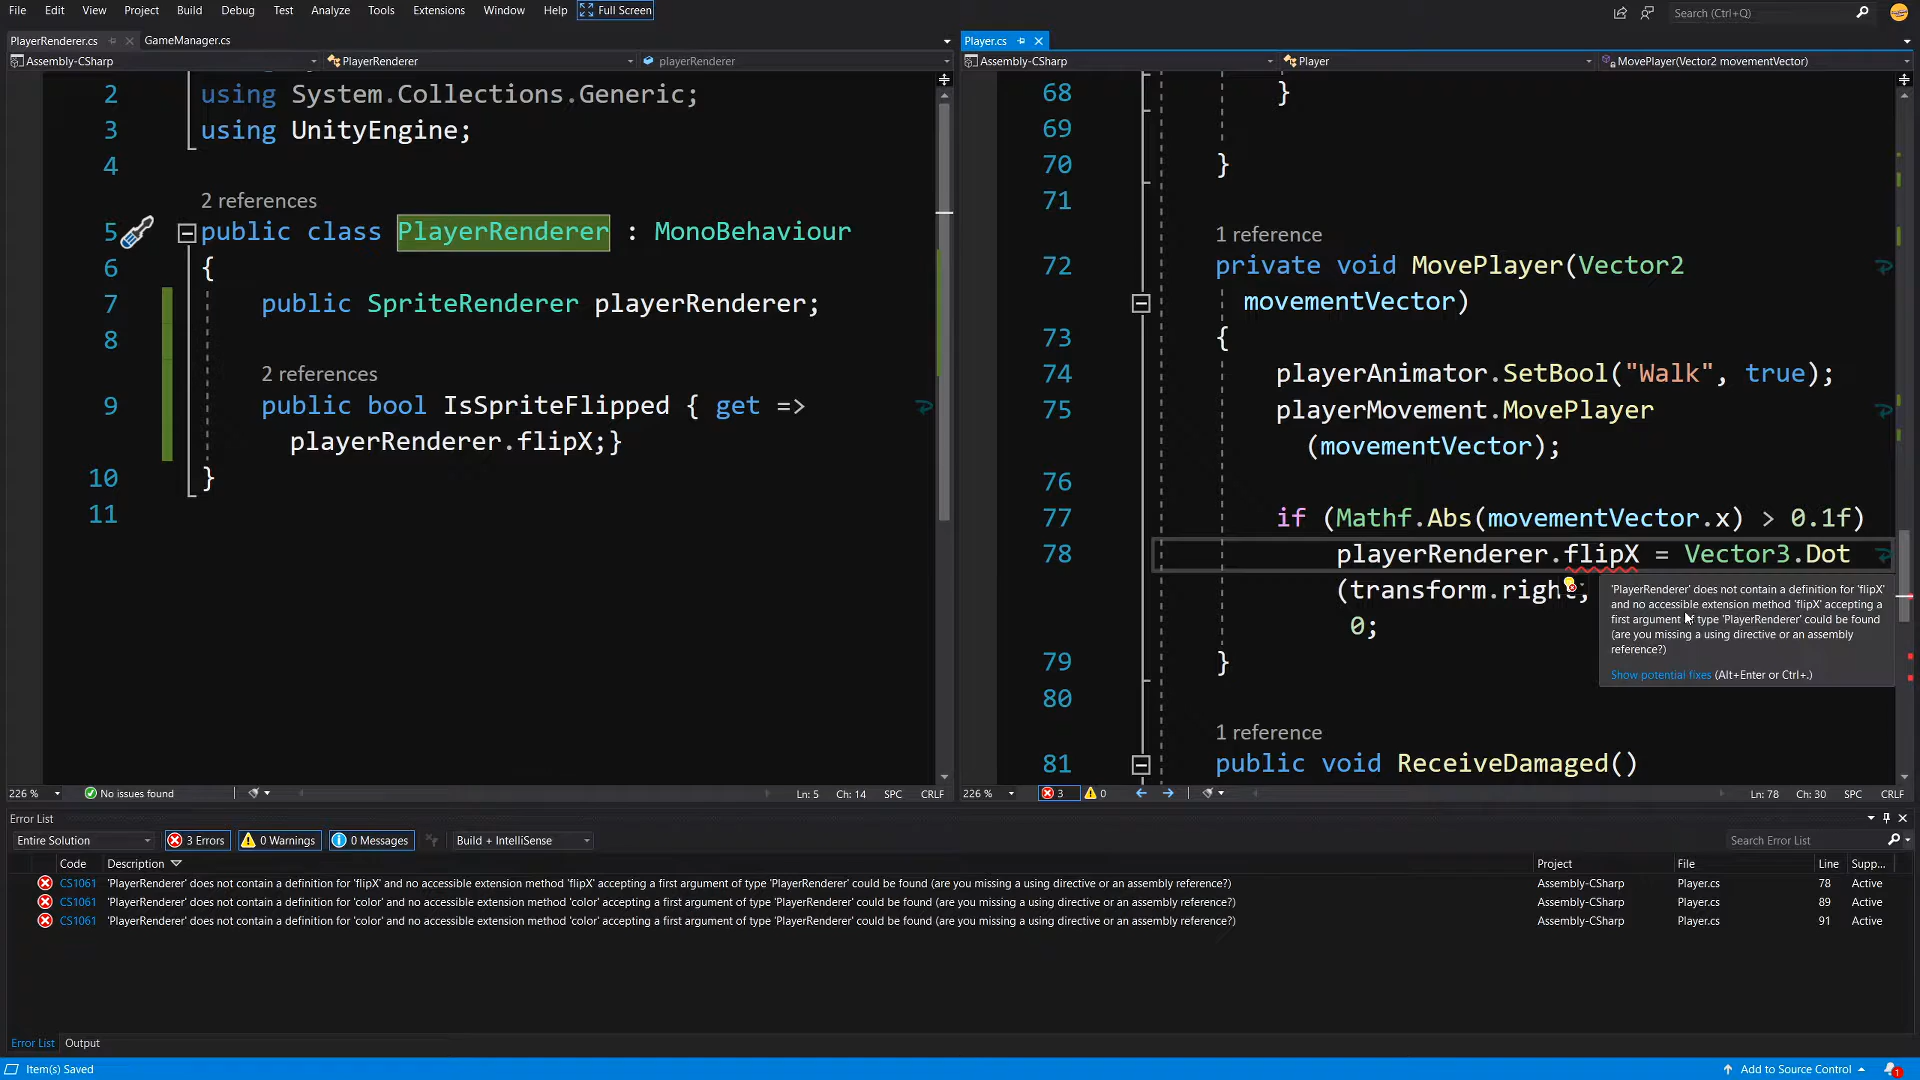 File Edit View Project Build Debug Test Analyze Tools Extensions Window Help Full Screen Search (Ctrl+Q)
PlayerRenderer.cs GameManager.cs
Assembly-CSharp PlayerRenderer playerRenderer
2 using System.Collections.Generic;
3 using UnityEngine;
4
2 references
5 public class PlayerRenderer : MonoBehaviour
6 {
7 public SpriteRenderer playerRenderer;
8
2 references
9 public bool IsSpriteFlipped { get =>
playerRenderer.flipX;}
10 }
11
226 % No issues found Ln: 5 Ch: 14 SPC CRLF
Player.cs
Assembly-CSharp Player MovePlayer(Vector2 movementVector)
68 }
69
70 }
71
1 reference
72 private void MovePlayer(Vector2
movementVector)
73 {
74 playerAnimator.SetBool("Walk", true);
75 playerMovement.MovePlayer
(movementVector);
76
77 if (Mathf.Abs(movementVector.x) > 0.1f)
78 playerRenderer.flipX = Vector3.Dot
(transform.right,
0;
'PlayerRenderer' does not contain a definition for 'flipX'
and no accessible extension method 'flipX' accepting a
first argument of type 'PlayerRenderer' could be found
(are you missing a using directive or an assembly
reference?)
Show potential fixes (Alt+Enter or Ctrl+.)
79 }
80
1 reference
81 public void ReceiveDamaged()
226 % 3 0 Ln: 78 Ch: 30 SPC CRLF
Error List
Entire Solution 3 Errors 0 Warnings 0 Messages Build + IntelliSense Search Error List
Code Description Project File Line Supp...
CS1061 'PlayerRenderer' does not contain a definition for 'flipX' and no accessible extension method 'flipX' accepting a first argument of type 'PlayerRenderer' could be found (are you missing a using directive or an assembly reference?) Assembly-CSharp Player.cs 78 Active
CS1061 'PlayerRenderer' does not contain a definition for 'color' and no accessible extension method 'color' accepting a first argument of type 'PlayerRenderer' could be found (are you missing a using directive or an assembly reference?) Assembly-CSharp Player.cs 89 Active
CS1061 'PlayerRenderer' does not contain a definition for 'color' and no accessible extension method 'color' accepting a first argument of type 'PlayerRenderer' could be found (are you missing a using directive or an assembly reference?) Assembly-CSharp Player.cs 91 Active
Error List Output
Item(s) Saved Add to Source Control 1